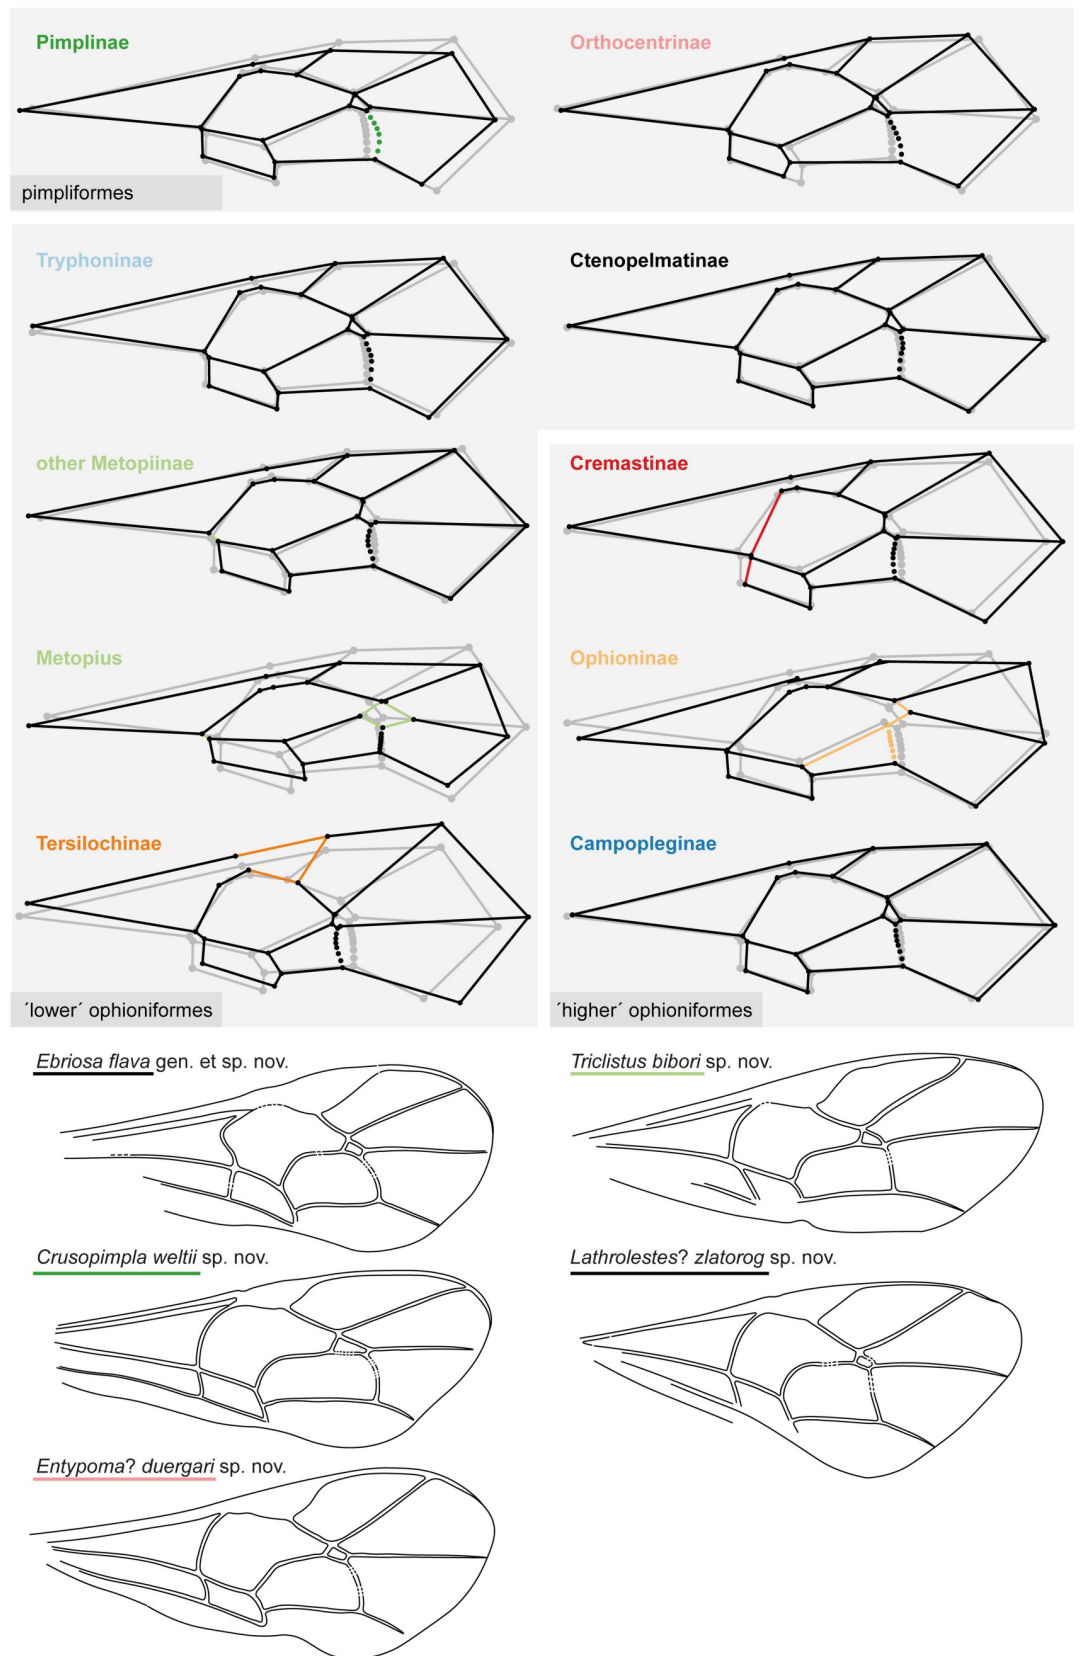 Pimplinae
Orthocentrinae
pimpliformes
Tryphoninae
Ctenopelmatinae
other Metopiinae
Cremastinae
Metopius
Ophioninae
Tersilochinae
Campopleginae
´lower´ ophioniformes
´higher´ ophioniformes
Ebriosa flava gen. et sp. nov.
Triclistus bibori sp. nov.
Crusopimpla weltii sp. nov.
Lathrolestes? zlatorog sp. nov.
Entypoma? duergari sp. nov.